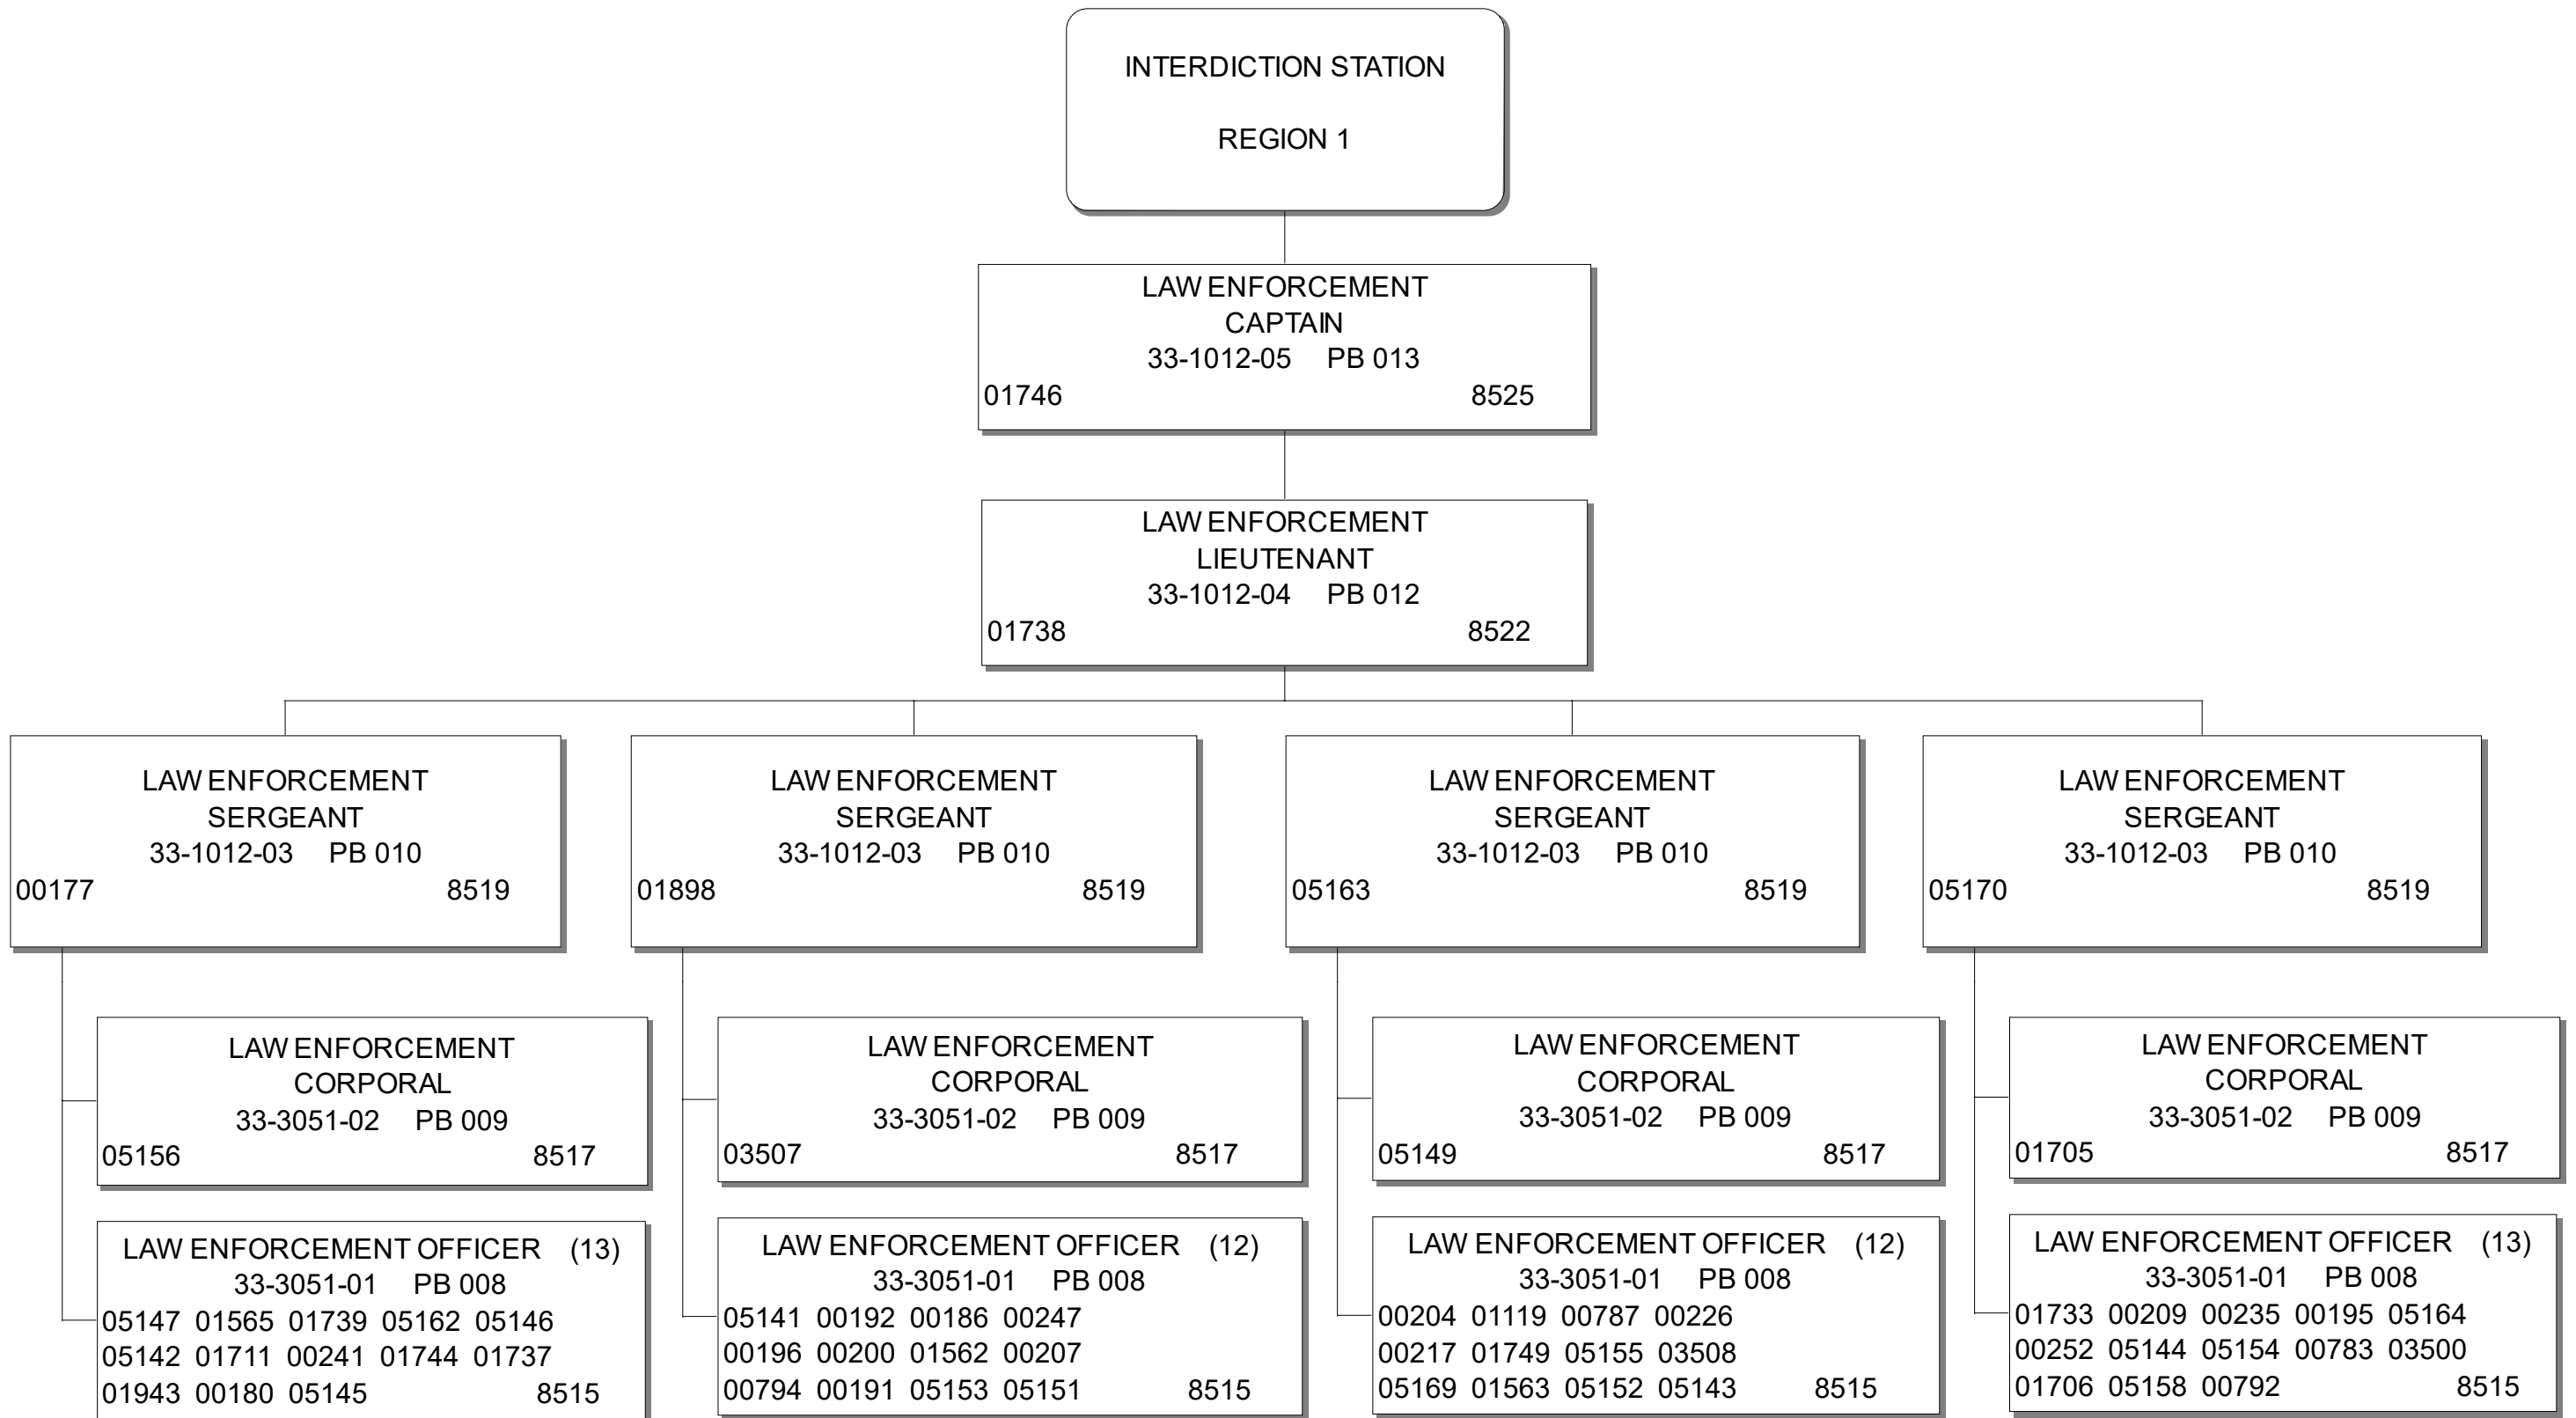 INTERDICTION STATION
REGION 1
LAW ENFORCEMENT
CAPTAIN
33-1012-05 PB 013
01746 8525
LAW ENFORCEMENT
LIEUTENANT
33-1012-04 PB 012
01738 8522
LAW ENFORCEMENT
SERGEANT
33-1012-03 PB 010
00177 8519
LAW ENFORCEMENT
SERGEANT
33-1012-03 PB 010
01898 8519
LAW ENFORCEMENT
SERGEANT
33-1012-03 PB 010
05163 8519
LAW ENFORCEMENT
SERGEANT
33-1012-03 PB 010
05170 8519
LAW ENFORCEMENT
CORPORAL
33-3051-02 PB 009
05156 8517
LAW ENFORCEMENT
CORPORAL
33-3051-02 PB 009
03507 8517
LAW ENFORCEMENT
CORPORAL
33-3051-02 PB 009
05149 8517
LAW ENFORCEMENT
CORPORAL
33-3051-02 PB 009
01705 8517
LAW ENFORCEMENT OFFICER (13)
33-3051-01 PB 008
05147 01565 01739 05162 05146
05142 01711 00241 01744 01737
01943 00180 05145 8515
LAW ENFORCEMENT OFFICER (12)
33-3051-01 PB 008
05141 00192 00186 00247
00196 00200 01562 00207
00794 00191 05153 05151 8515
LAW ENFORCEMENT OFFICER (12)
33-3051-01 PB 008
00204 01119 00787 00226
00217 01749 05155 03508
05169 01563 05152 05143 8515
LAW ENFORCEMENT OFFICER (13)
33-3051-01 PB 008
01733 00209 00235 00195 05164
00252 05144 05154 00783 03500
01706 05158 00792 8515